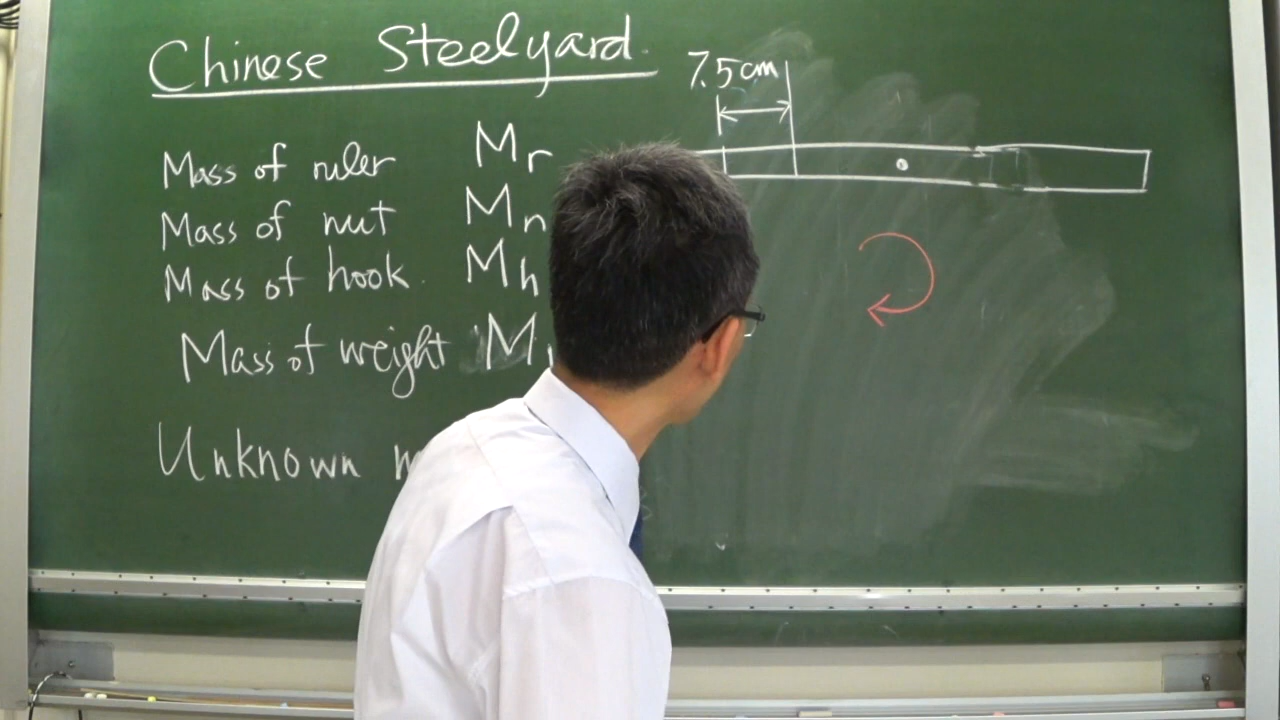 Chinese Steelyard.
7.5cm
Mass of ruler Mr
Mass of nut Mn
Mass of hook. Mh
Mass of weight M
Unknown